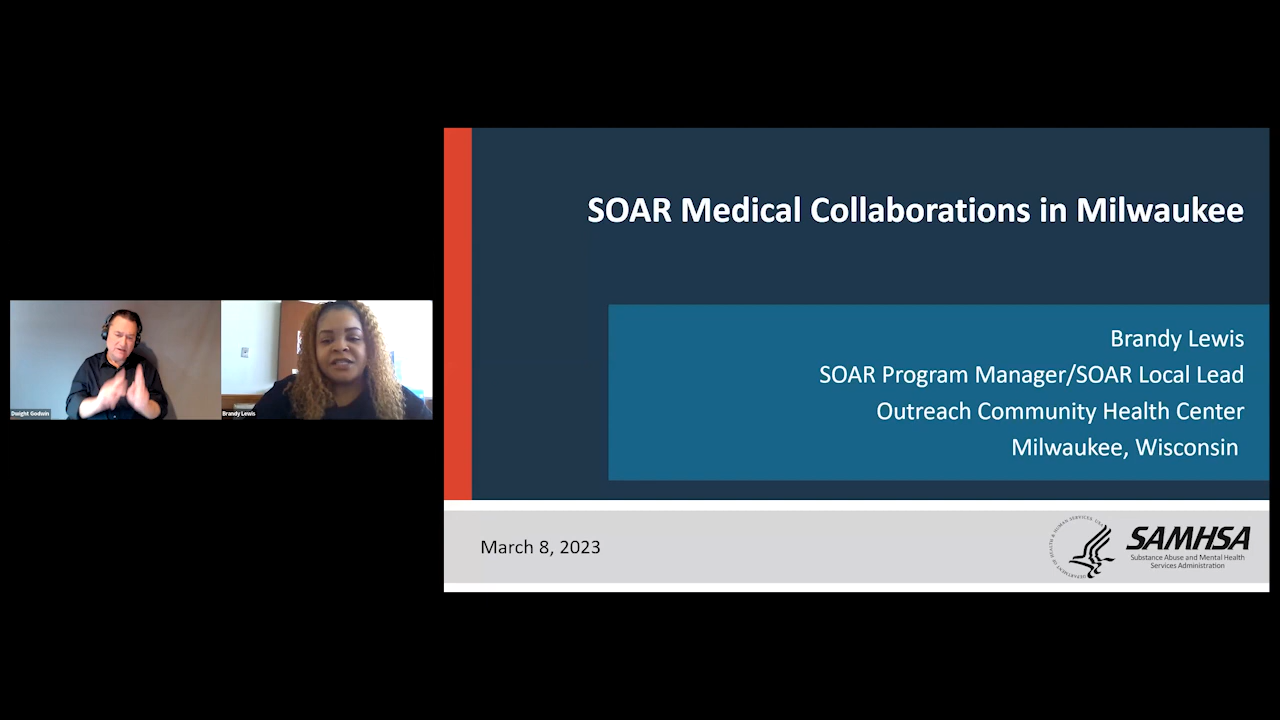 SOAR Medical Collaborations in Milwaukee
Brandy Lewis
SOAR Program Manager/SOAR Local Lead
Outreach Community Health Center
Milwaukee, Wisconsin
Dwight Godwin
Brandy Lewis
March 8, 2023
SAMHSA
Substance Abuse and Mental Health
Services Administration